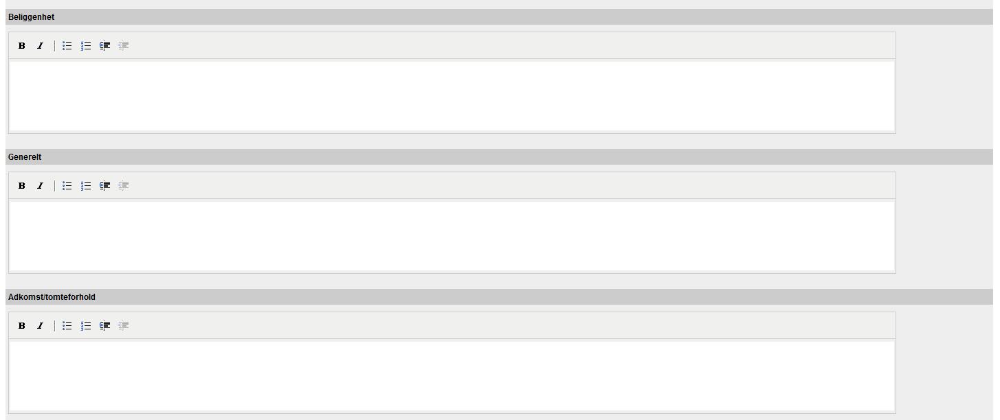 Beliggenhet
B I
Generelt
B I
Adkomst/tomteforhold
B I